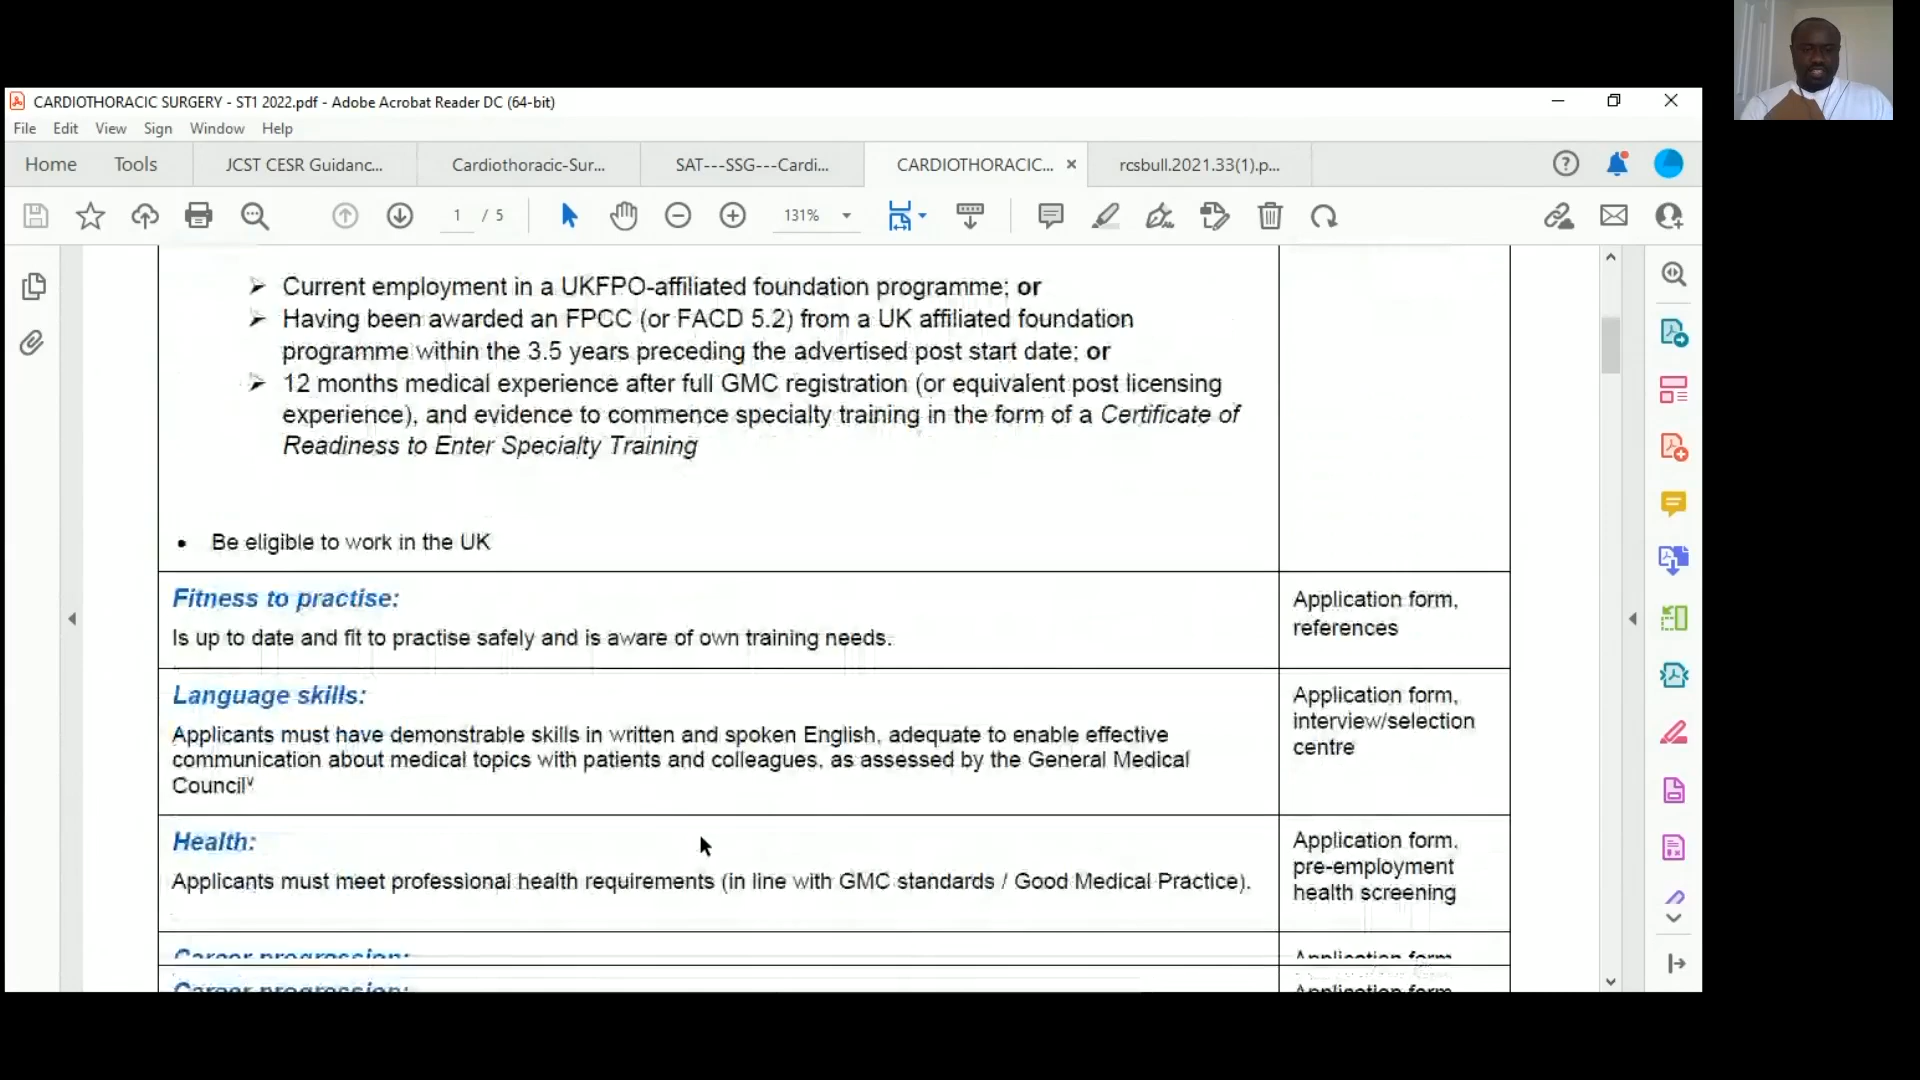 CARDIOTHORACIC SURGERY - ST1 2022.pdf - Adobe Acrobat Reader DC (64-bit)
File Edit View Sign Window Help
Home Tools JCST CESR Guidanc... Cardiothoracic-Sur... SAT---SSG---Cardi... CARDIOTHORACIC... rcsbull.2021.33(1).p...
1 / 5 131%
➢ Current employment in a UKFPO-affiliated foundation programme; or
➢ Having been awarded an FPCC (or FACD 5.2) from a UK affiliated foundation
programme within the 3.5 years preceding the advertised post start date; or
➢ 12 months medical experience after full GMC registration (or equivalent post licensing
experience), and evidence to commence specialty training in the form of a Certificate of
Readiness to Enter Specialty Training
• Be eligible to work in the UK
Fitness to practise:
Is up to date and fit to practise safely and is aware of own training needs.
Application form,
references
Language skills:
Applicants must have demonstrable skills in written and spoken English, adequate to enable effective
communication about medical topics with patients and colleagues, as assessed by the General Medical
Councilᵛ
Application form,
interview/selection
centre
Health:
Applicants must meet professional health requirements (in line with GMC standards / Good Medical Practice).
Application form,
pre-employment
health screening
Career progression:
Application form
Career progression:
Application form